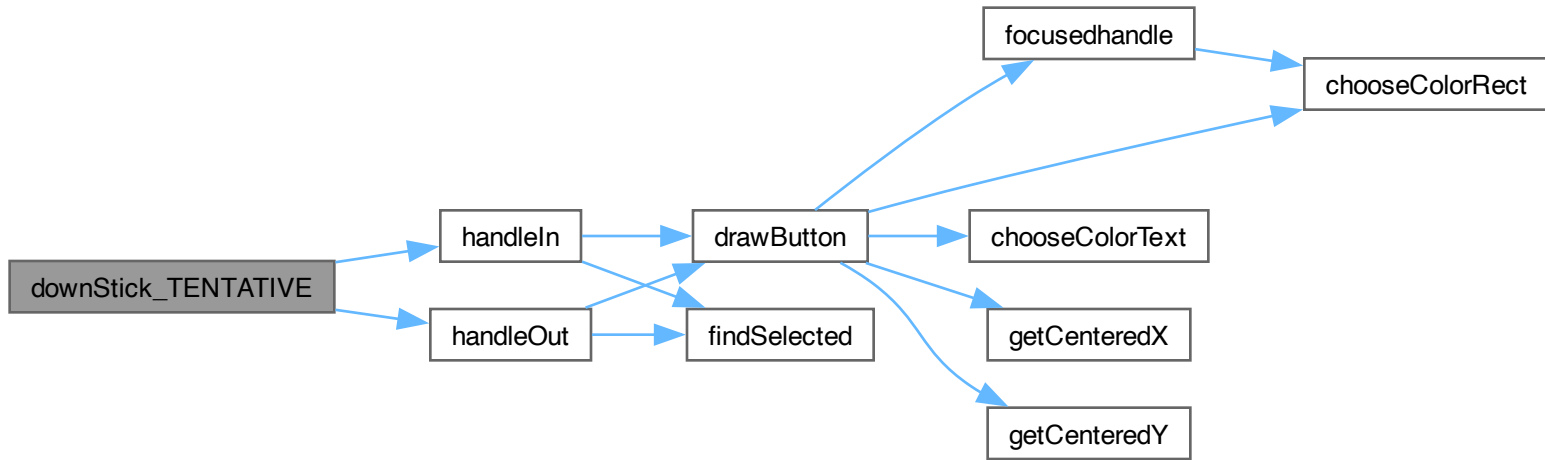 focusedhandle
chooseColorRect
handleIn
drawButton
chooseColorText
downStick_TENTATIVE
handleOut
findSelected
getCenteredX
getCenteredY